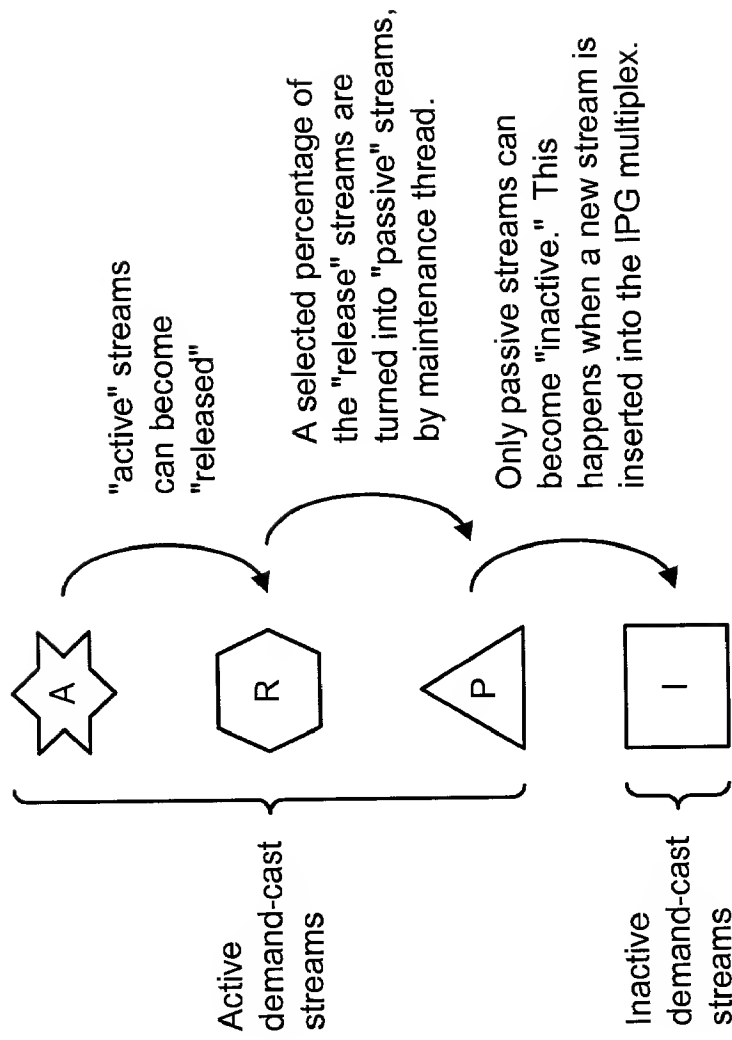 Active
demand-cast
streams
A
R
P
"active" streams
can become
"released"
A selected percentage of
the "release" streams are
turned into "passive" streams,
by maintenance thread.
Only passive streams can
become "inactive." This
happens when a new stream is
inserted into the IPG multiplex.
Inactive
demand-cast
streams
I